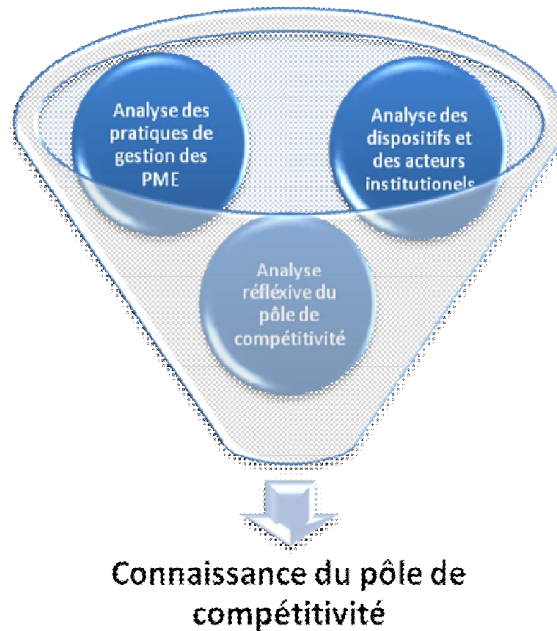 Analyse des
pratiques de
gestion des
PME
Analyse des
dispositifs et
des acteurs
institutionels
Analyse
réfléxive du
pôle de
compétitivité
Connaissance du pôle de
compétitivité